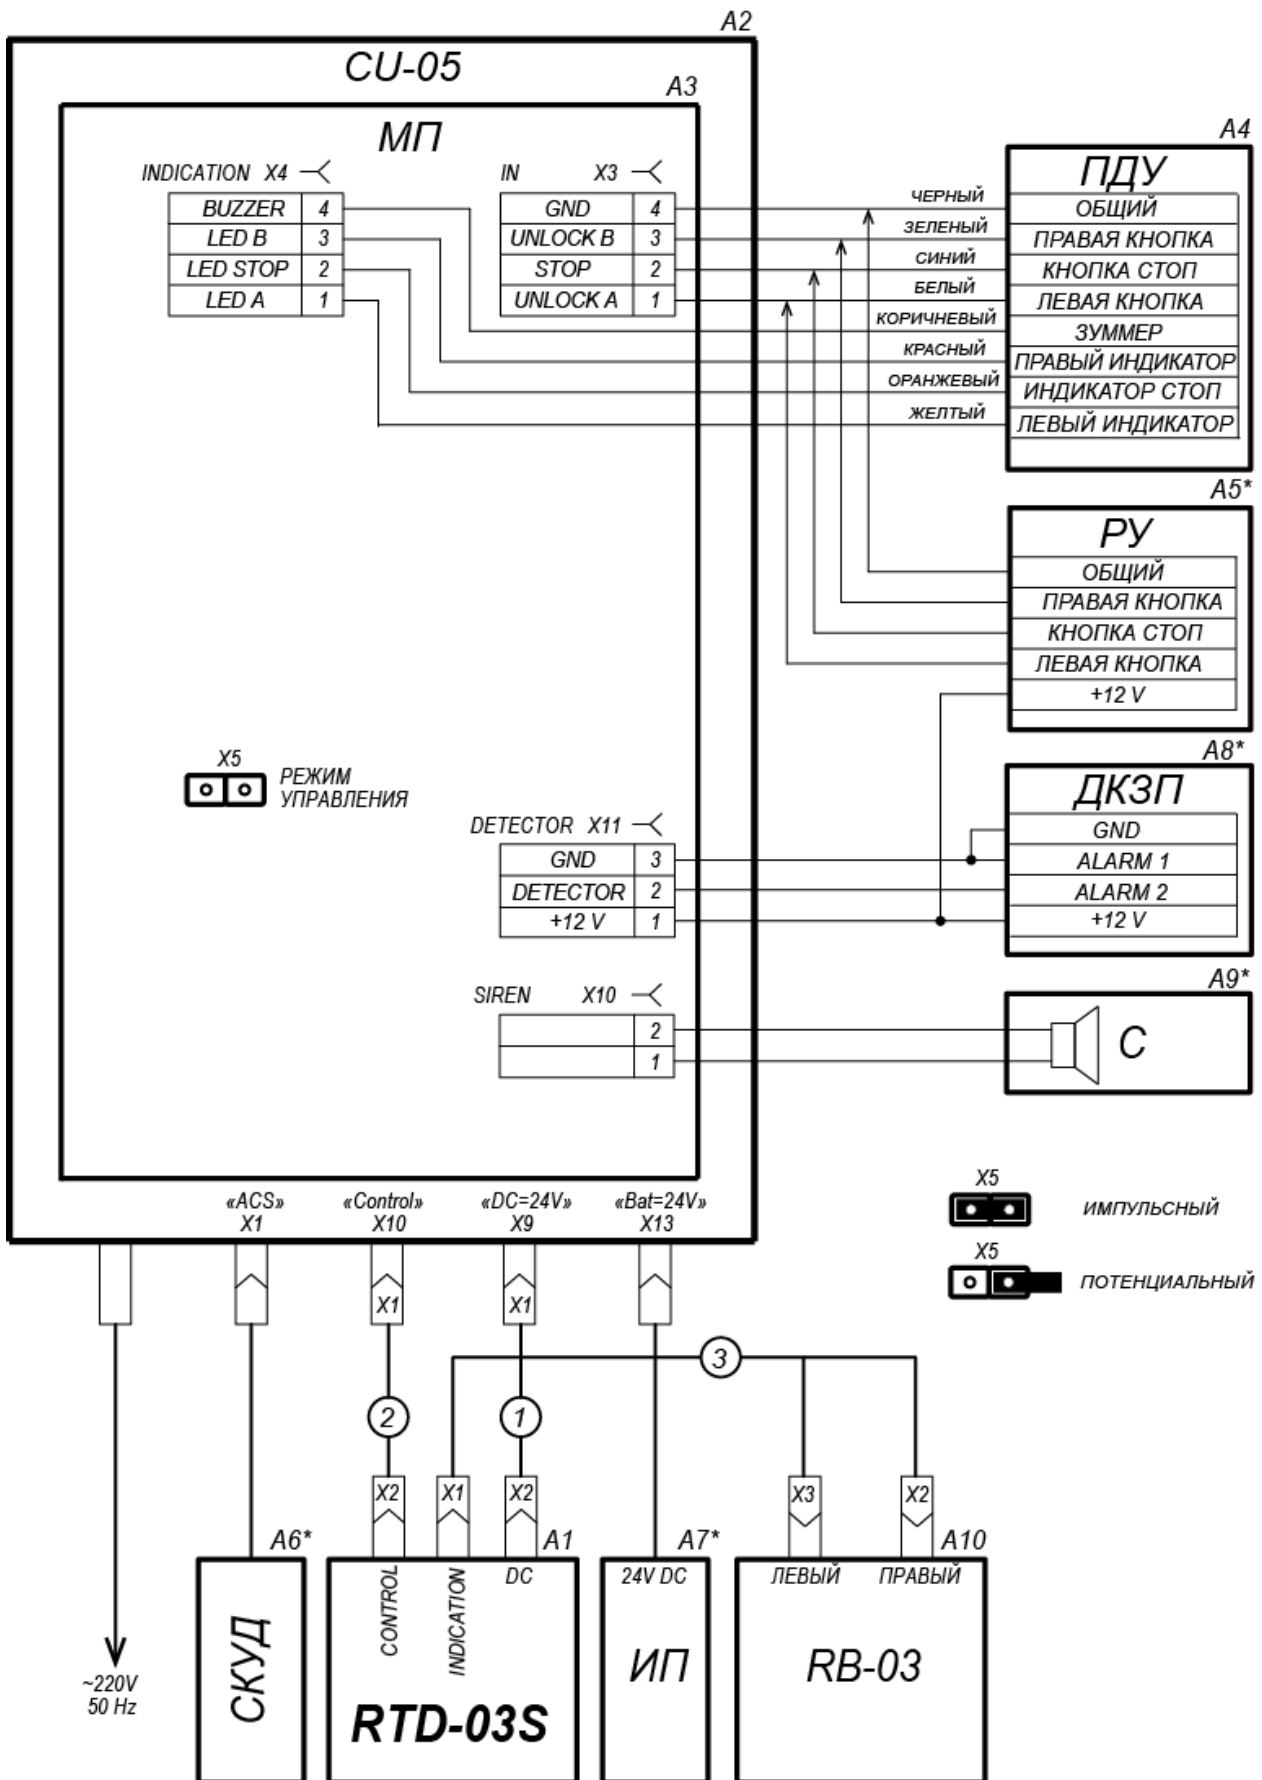 A2
CU-05
A3
МП
INDICATION X4
BUZZER 4
LED B 3
LED STOP 2
LED A 1
IN X3
GND 4
UNLOCK B 3
STOP 2
UNLOCK A 1
ЧЕРНЫЙ
ЗЕЛЕНЫЙ
СИНИЙ
БЕЛЫЙ
КОРИЧНЕВЫЙ
КРАСНЫЙ
ОРАНЖЕВЫЙ
ЖЕЛТЫЙ
A4
ПДУ
ОБЩИЙ
ПРАВАЯ КНОПКА
КНОПКА СТОП
ЛЕВАЯ КНОПКА
ЗУММЕР
ПРАВЫЙ ИНДИКАТОР
ИНДИКАТОР СТОП
ЛЕВЫЙ ИНДИКАТОР
A5*
РУ
ОБЩИЙ
ПРАВАЯ КНОПКА
КНОПКА СТОП
ЛЕВАЯ КНОПКА
+12 V
X5
РЕЖИМ
УПРАВЛЕНИЯ
A8*
ДКЗП
GND
ALARM 1
ALARM 2
+12 V
DETECTOR X11
GND 3
DETECTOR 2
+12 V 1
SIREN X10
2
1
A9*
С
X5
ИМПУЛЬСНЫЙ
X5
ПОТЕНЦИАЛЬНЫЙ
«ACS»
X1
«Control»
X10
«DC=24V»
X9
«Bat=24V»
X13
X1
X1
3
2
1
X2
X1
X2
X3
X2
~220V
50 Hz
A6*
СКУД
A1
CONTROL
INDICATION
DC
RTD-03S
A7*
24V DC
ИП
A10
ЛЕВЫЙ
ПРАВЫЙ
RB-03